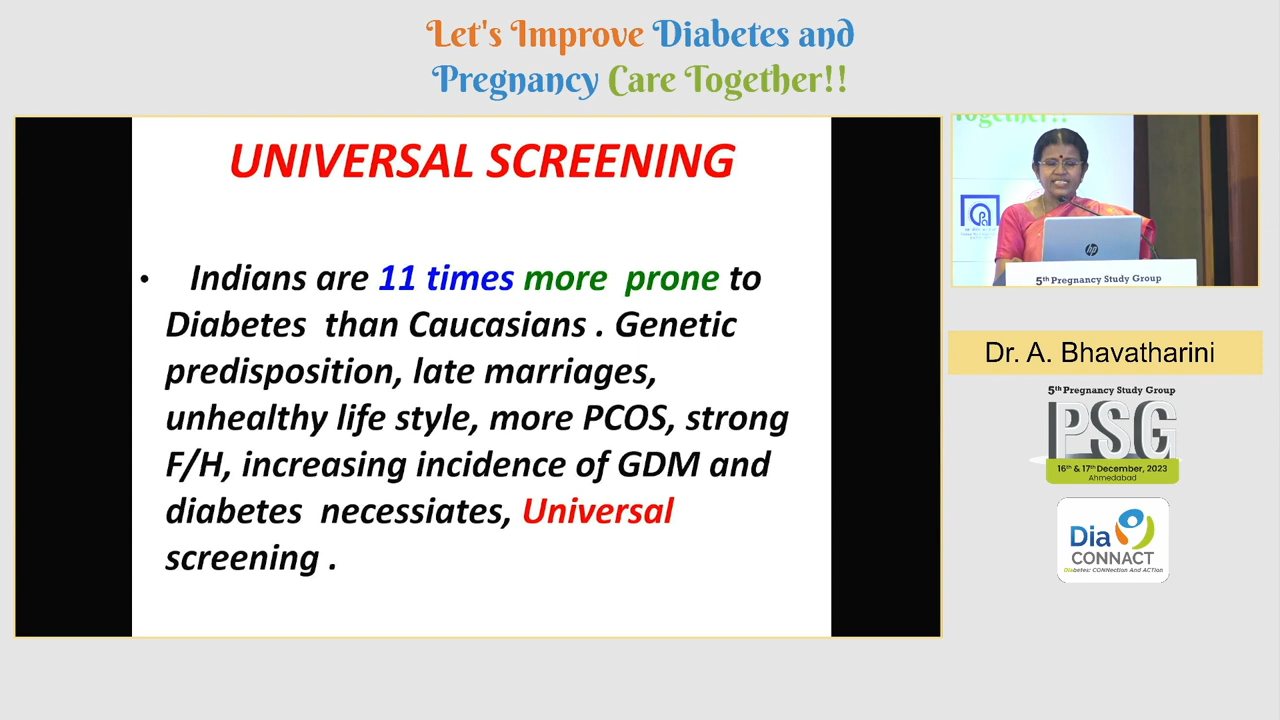 Let's Improve Diabetes and
Pregnancy Care Together!!
UNIVERSAL SCREENING
• Indians are 11 times more prone to
Diabetes than Caucasians . Genetic
predisposition, late marriages,
unhealthy life style, more PCOS, strong
F/H, increasing incidence of GDM and
diabetes necessiates, Universal
screening .
Together!!
hp
5th Pregnancy Study Group
Dr. A. Bhavatharini
5th Pregnancy Study Group
PSG
16th & 17th December, 2023
Ahmedabad
Dia
CONNACT
Diabetes: CONNection And ACTion